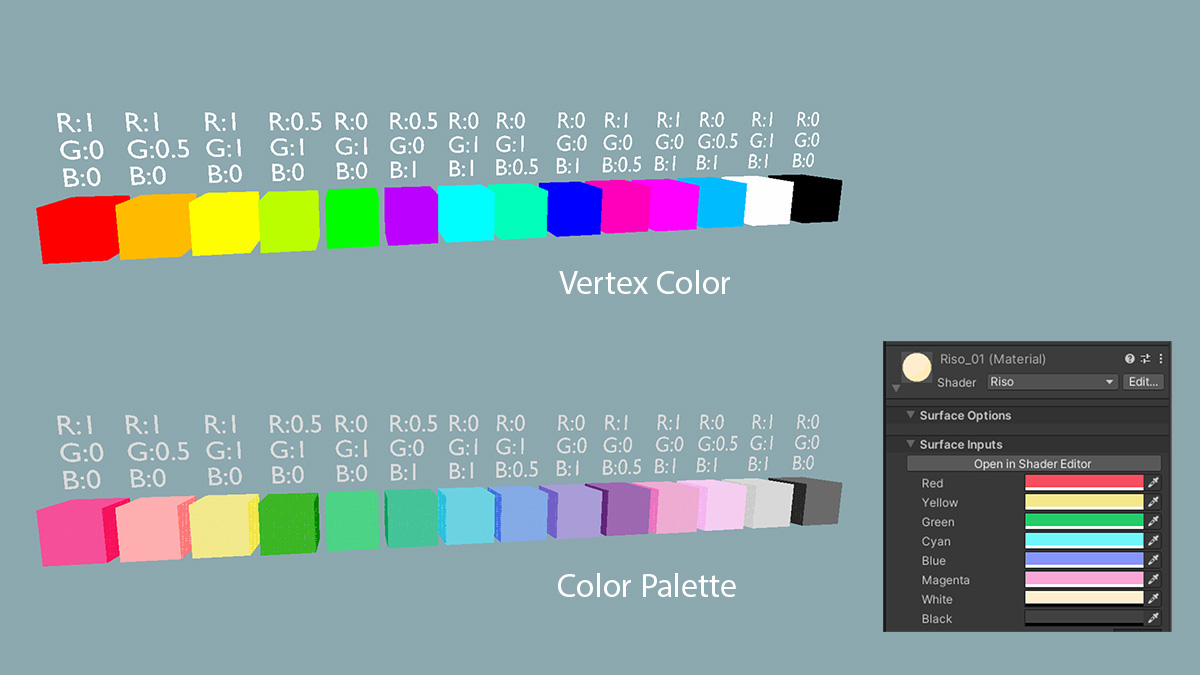 R:1 R:1 R:1 R:0.5 R:0 R:0.5 R:0 R:0 R:0 R:1 R:1 R:0 R:1 R:0
G:0 G:0.5 G:1 G:1 G:1 G:0 G:1 G:1 G:0 G:0 G:0 G:0.5 G:1 G:0
B:0 B:0 B:0 B:0 B:0 B:1 B:1 B:0.5 B:1 B:0.5 B:1 B:1 B:1 B:0
Vertex Color
R:1 R:1 R:1 R:0.5 R:0 R:0.5 R:0 R:0 R:0 R:1 R:1 R:0 R:1 R:0
G:0 G:0.5 G:1 G:1 G:1 G:0 G:1 G:1 G:0 G:0 G:0 G:0.5 G:1 G:0
B:0 B:0 B:0 B:0 B:0 B:1 B:1 B:0.5 B:1 B:0.5 B:1 B:1 B:1 B:0
Color Palette
Riso_01 (Material)
Shader Riso Edit...
Surface Options
Surface Inputs
Open in Shader Editor
Red
Yellow
Green
Cyan
Blue
Magenta
White
Black